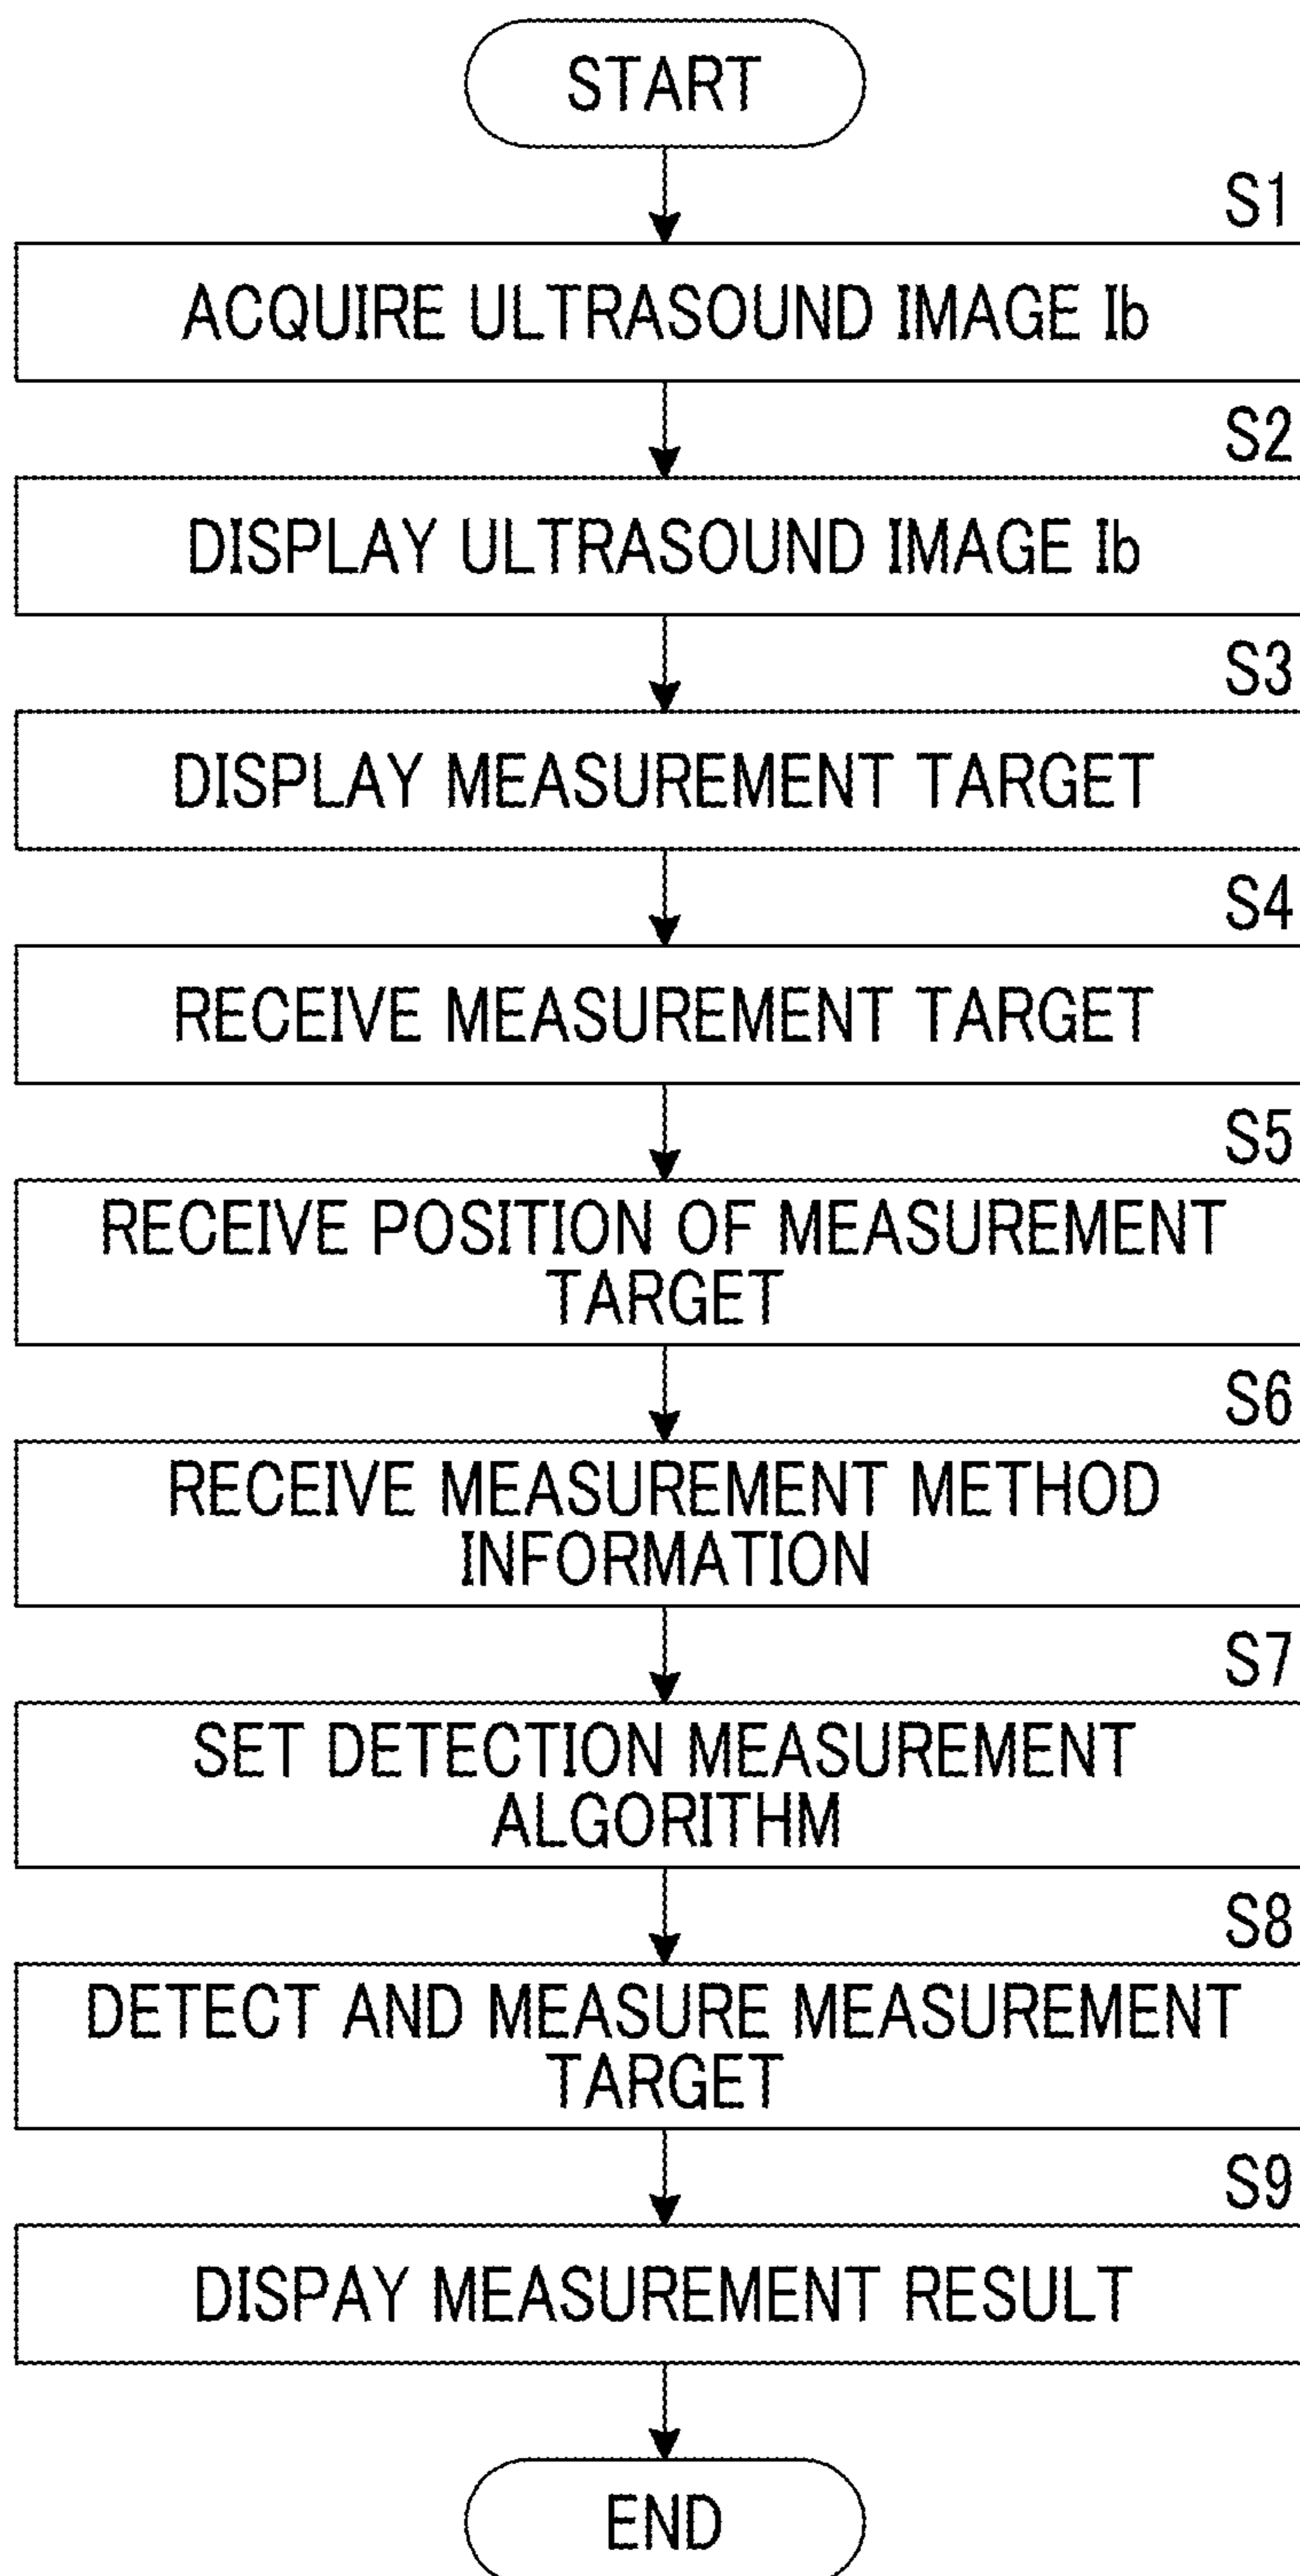 START
S1
ACQUIRE ULTRASOUND IMAGE Ib
S2
DISPLAY ULTRASOUND IMAGE Ib
S3
DISPLAY MEASUREMENT TARGET
S4
RECEIVE MEASUREMENT TARGET
S5
RECEIVE POSITION OF MEASUREMENT
TARGET
S6
RECEIVE MEASUREMENT METHOD
INFORMATION
S7
SET DETECTION MEASUREMENT
ALGORITHM
S8
DETECT AND MEASURE MEASUREMENT
TARGET
S9
DISPAY MEASUREMENT RESULT
END